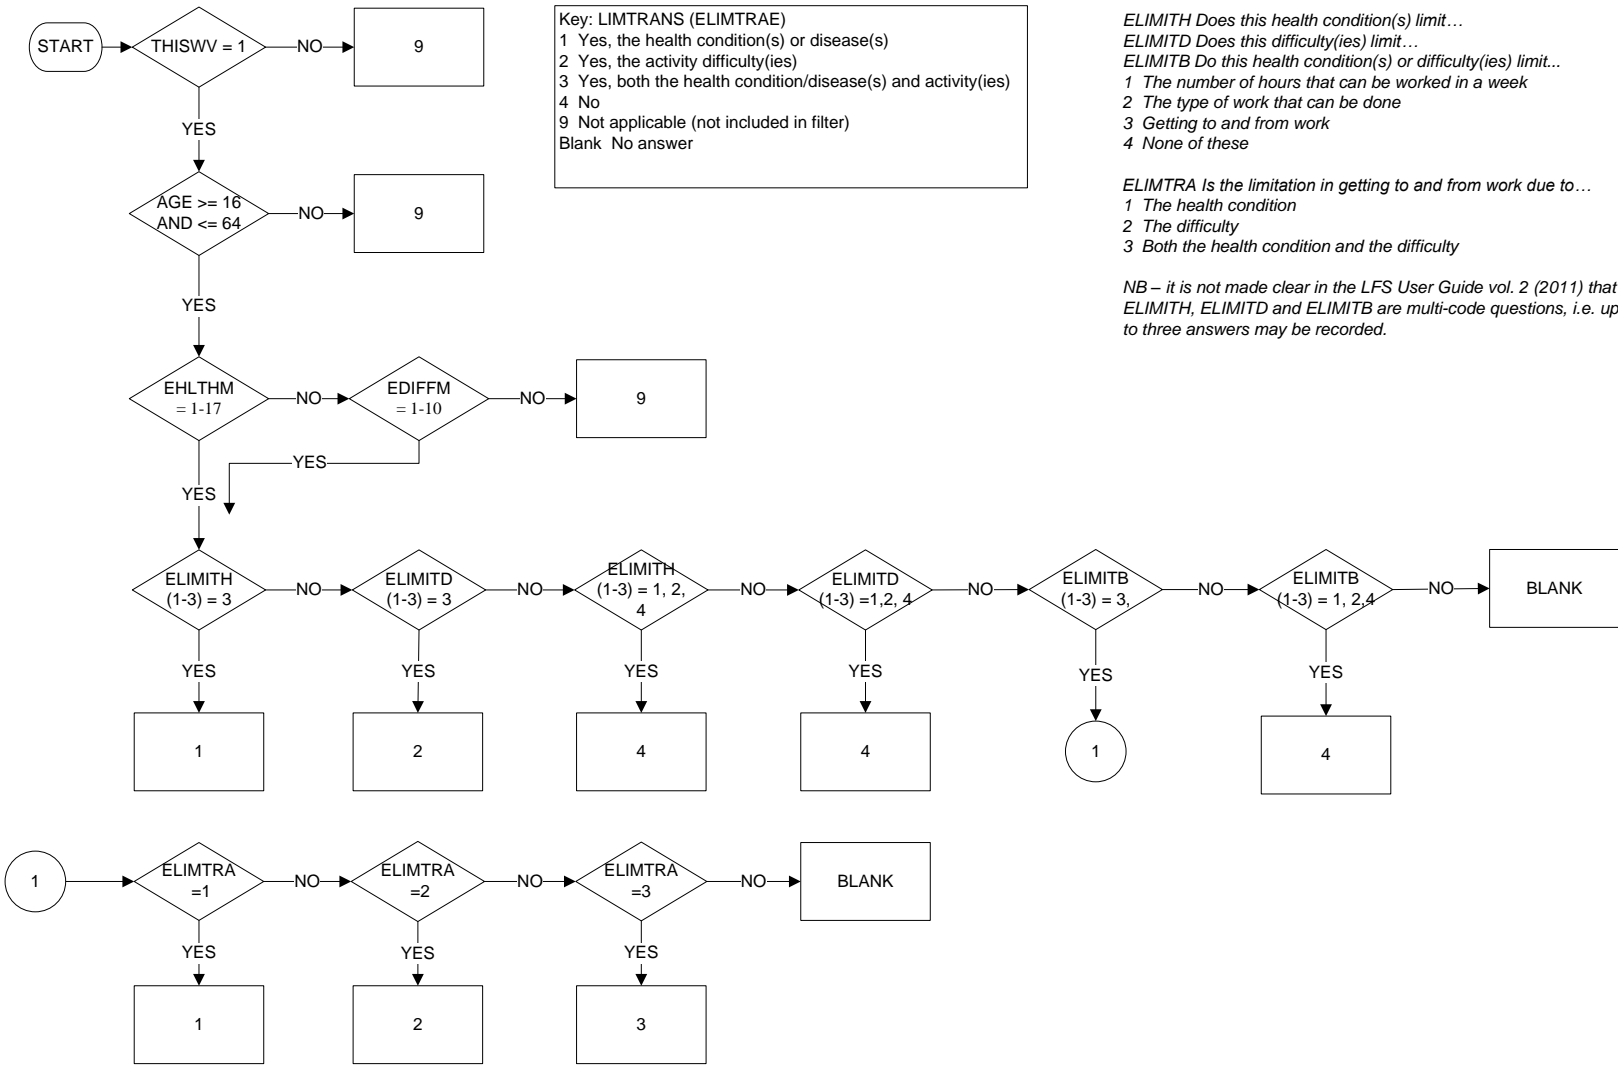 START
THISWV = 1
NO
9
YES
AGE >= 16
AND <= 64
NO
9
YES
Key: LIMTRANS (ELIMTRAE)
1 Yes, the health condition(s) or disease(s)
2 Yes, the activity difficulty(ies)
3 Yes, both the health condition/disease(s) and activity(ies)
4 No
9 Not applicable (not included in filter)
Blank No answer
ELIMITH Does this health condition(s) limit…
ELIMITD Does this difficulty(ies) limit…
ELIMITB Do this health condition(s) or difficulty(ies) limit...
1 The number of hours that can be worked in a week
2 The type of work that can be done
3 Getting to and from work
4 None of these
ELIMTRA Is the limitation in getting to and from work due to…
1 The health condition
2 The difficulty
3 Both the health condition and the difficulty
NB – it is not made clear in the LFS User Guide vol. 2 (2011) that
ELIMITH, ELIMITD and ELIMITB are multi-code questions, i.e. up
to three answers may be recorded.
EHLTHM
= 1-17
NO
EDIFFM
= 1-10
NO
9
YES
YES
ELIMITH
(1-3) = 3
NO
ELIMITD
(1-3) = 3
NO
ELIMITH
(1-3) = 1, 2,
4
NO
ELIMITD
(1-3) =1,2, 4
NO
ELIMITB
(1-3) = 3,
NO
ELIMITB
(1-3) = 1, 2,4
NO
BLANK
YES
YES
YES
YES
YES
YES
1
2
4
4
1
4
1
ELIMTRA
=1
NO
ELIMTRA
=2
NO
ELIMTRA
=3
NO
BLANK
YES
YES
YES
1
2
3